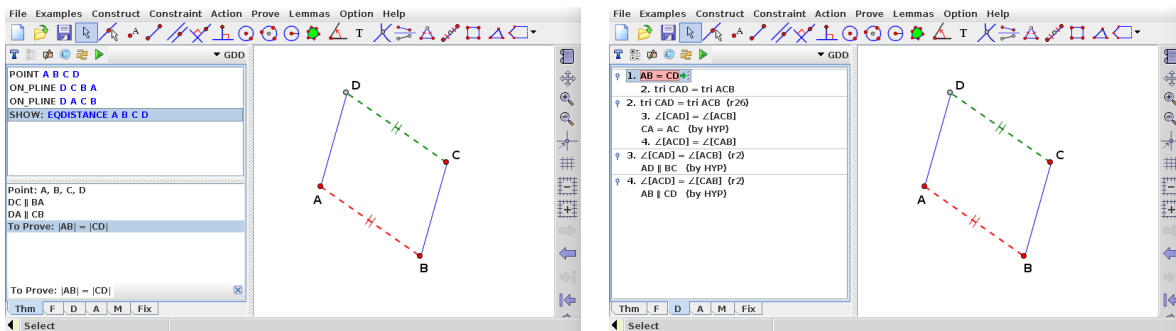 File Examples Construct Constraint Action Prove Lemmas Option Help
A T
GDD
POINT A B C D
ON_PLINE D C B A
ON_PLINE D A C B
SHOW: EQDISTANCE A B C D
Point: A, B, C, D
DC ∥ BA
DA ∥ CB
To Prove: |AB| = |CD|
To Prove: |AB| = |CD|
Thm F D A M Fix
Select
D
C
A
B
File Examples Construct Constraint Action Prove Lemmas Option Help
A T
GDD
1. AB = CD
2. tri CAD = tri ACB
2. tri CAD = tri ACB (r26)
3. ∠[CAD] = ∠[ACB]
CA = AC (by HYP)
4. ∠[ACD] = ∠[CAB]
3. ∠[CAD] = ∠[ACB] (r2)
AD ∥ BC (by HYP)
4. ∠[ACD] = ∠[CAB] (r2)
AB ∥ CD (by HYP)
Thm F D A M Fix
Select
D
C
A
B